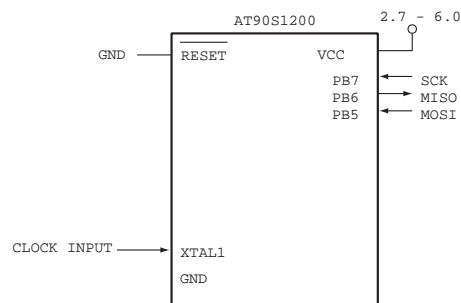 AT90S1200
2.7 - 6.0
GND RESET VCC
PB7 SCK
PB6 MISO
PB5 MOSI
CLOCK INPUT XTAL1
GND